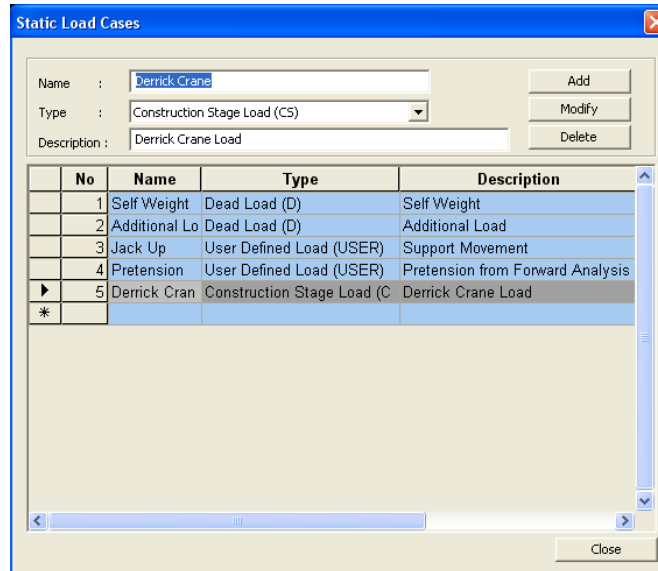 Static Load Cases
Name : Derrick Crane Add
Type : Construction Stage Load (CS) Modify
Description : Derrick Crane Load Delete
No Name Type Description
1 Self Weight Dead Load (D) Self Weight
2 Additional Lo Dead Load (D) Additional Load
3 Jack Up User Defined Load (USER) Support Movement
4 Pretension User Defined Load (USER) Pretension from Forward Analysis
5 Derrick Cran Construction Stage Load (C Derrick Crane Load
Close